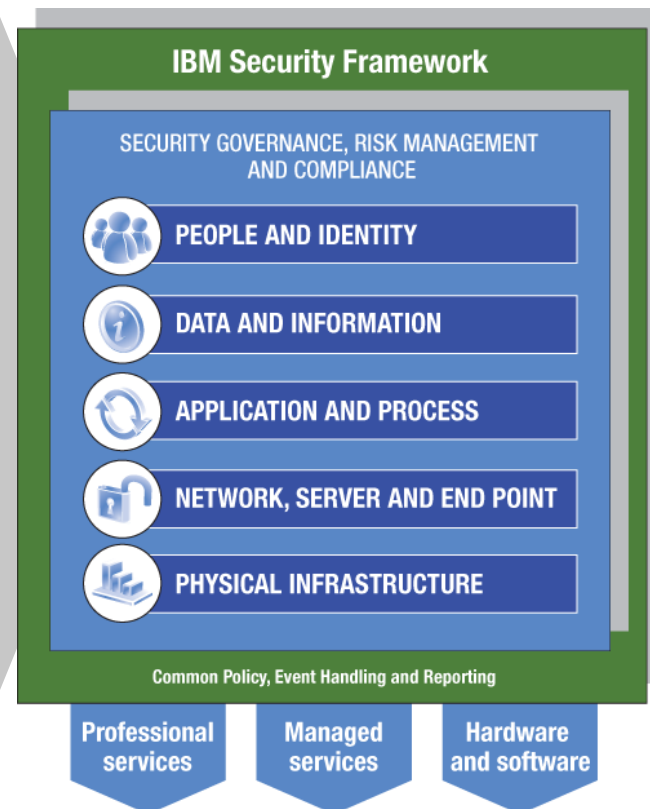 IBM Security Framework
SECURITY GOVERNANCE, RISK MANAGEMENT
AND COMPLIANCE
PEOPLE AND IDENTITY
DATA AND INFORMATION
APPLICATION AND PROCESS
NETWORK, SERVER AND END POINT
PHYSICAL INFRASTRUCTURE
Common Policy, Event Handling and Reporting
Professional
services
Managed
services
Hardware
and software